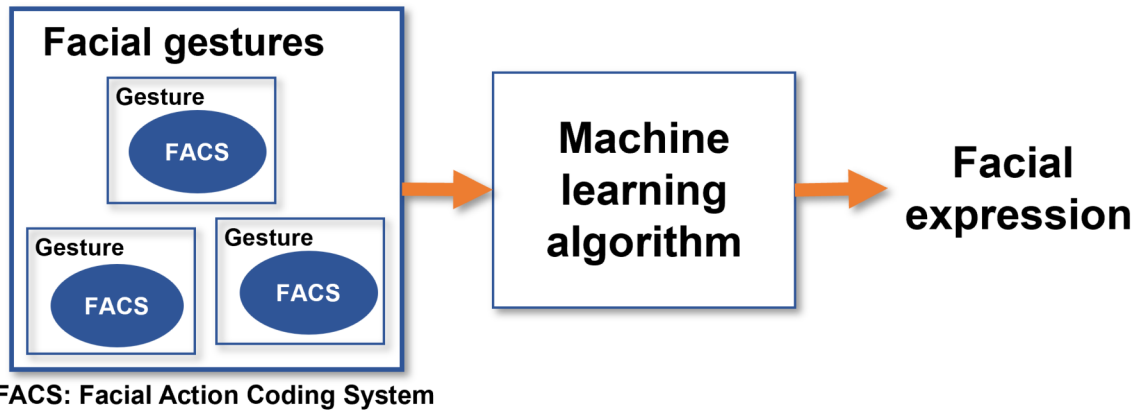 Facial gestures
Gesture
FACS
Gesture
FACS
Gesture
FACS
Machine
learning
algorithm
Facial
expression
FACS: Facial Action Coding System